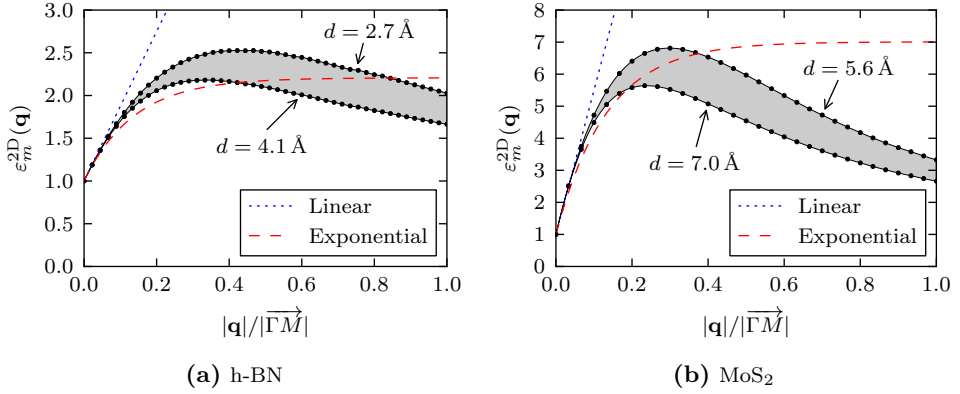 3.0
2.5
2.0
1.5
1.0
0.5
0.0
ε_m^{2D}(q)
d = 2.7 Å
d = 4.1 Å
Linear
Exponential
0.0 0.2 0.4 0.6 0.8 1.0
|q|/|\overrightarrow{ΓM}|
(a) h-BN
8
7
6
5
4
3
2
1
0
ε_m^{2D}(q)
d = 5.6 Å
d = 7.0 Å
Linear
Exponential
0.0 0.2 0.4 0.6 0.8 1.0
|q|/|\overrightarrow{ΓM}|
(b) MoS₂